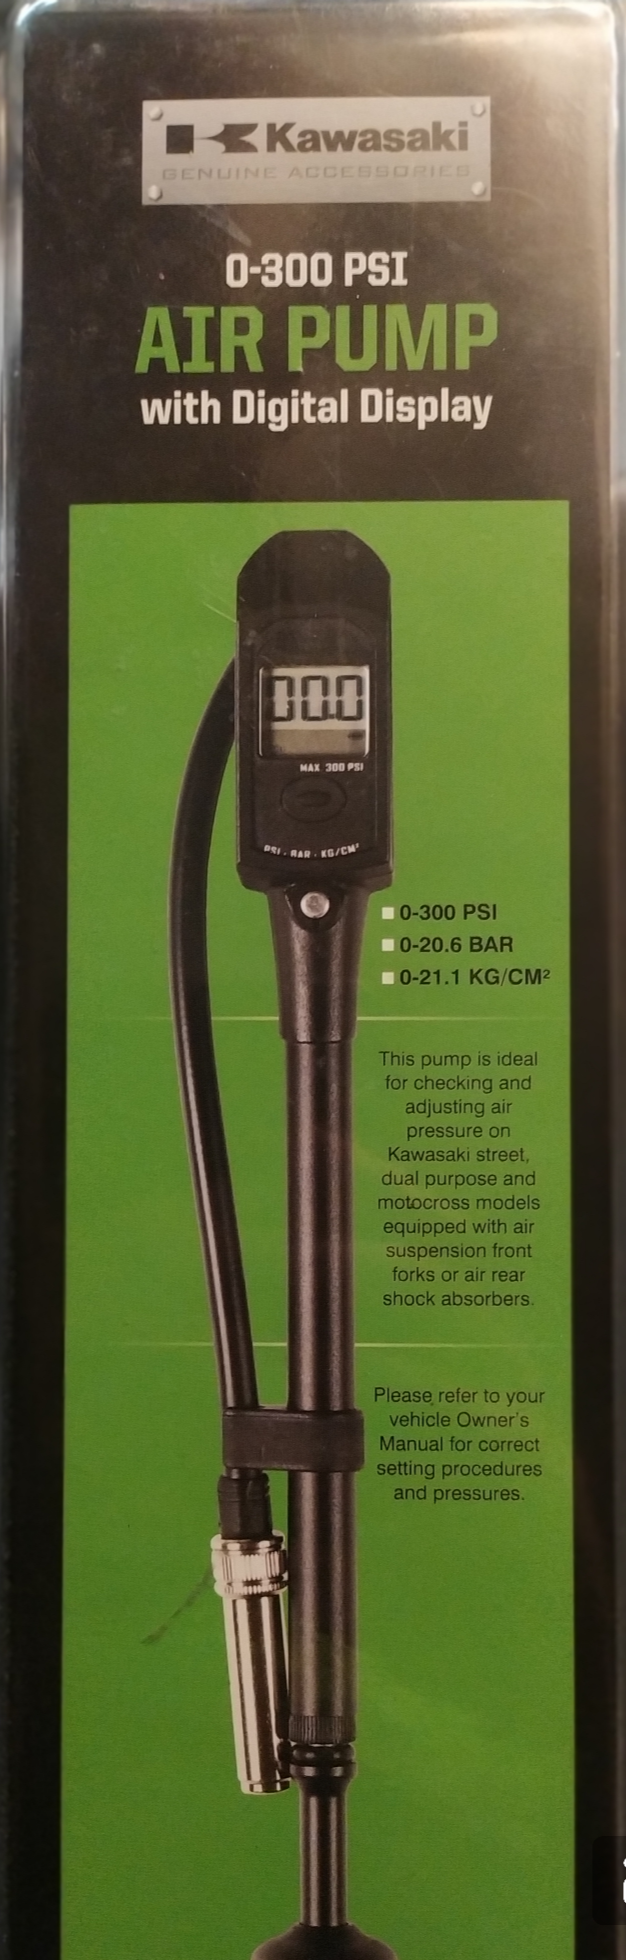 Kawasaki
GENUINE ACCESSORIES
0-300 PSI
AIR PUMP
with Digital Display
00.0
MAX 300 PSI
PSI · BAR · KG/CM²
0-300 PSI
0-20.6 BAR
0-21.1 KG/CM²
This pump is ideal
for checking and
adjusting air
pressure on
Kawasaki street,
dual purpose and
motocross models
equipped with air
suspension front
forks or air rear
shock absorbers.
Please refer to your
vehicle Owner's
Manual for correct
setting procedures
and pressures.